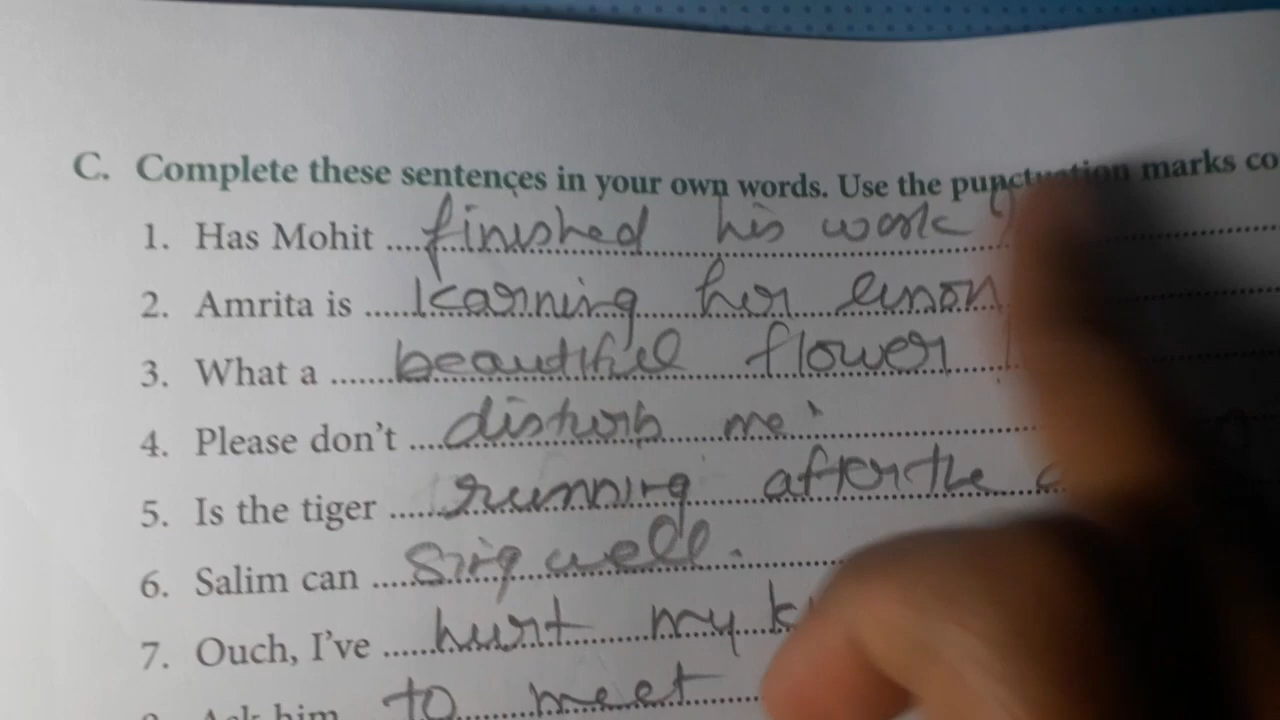 C. Complete these sentences in your own words. Use the punctuation marks co
1. Has Mohit ....finished his work
2. Amrita is ....learning her lesson
3. What a ....beautiful flower
4. Please don't ....disturb me.
5. Is the tiger ....running after the
6. Salim can ....Sing well.
7. Ouch, I've ....hurt my
Ask him to meet